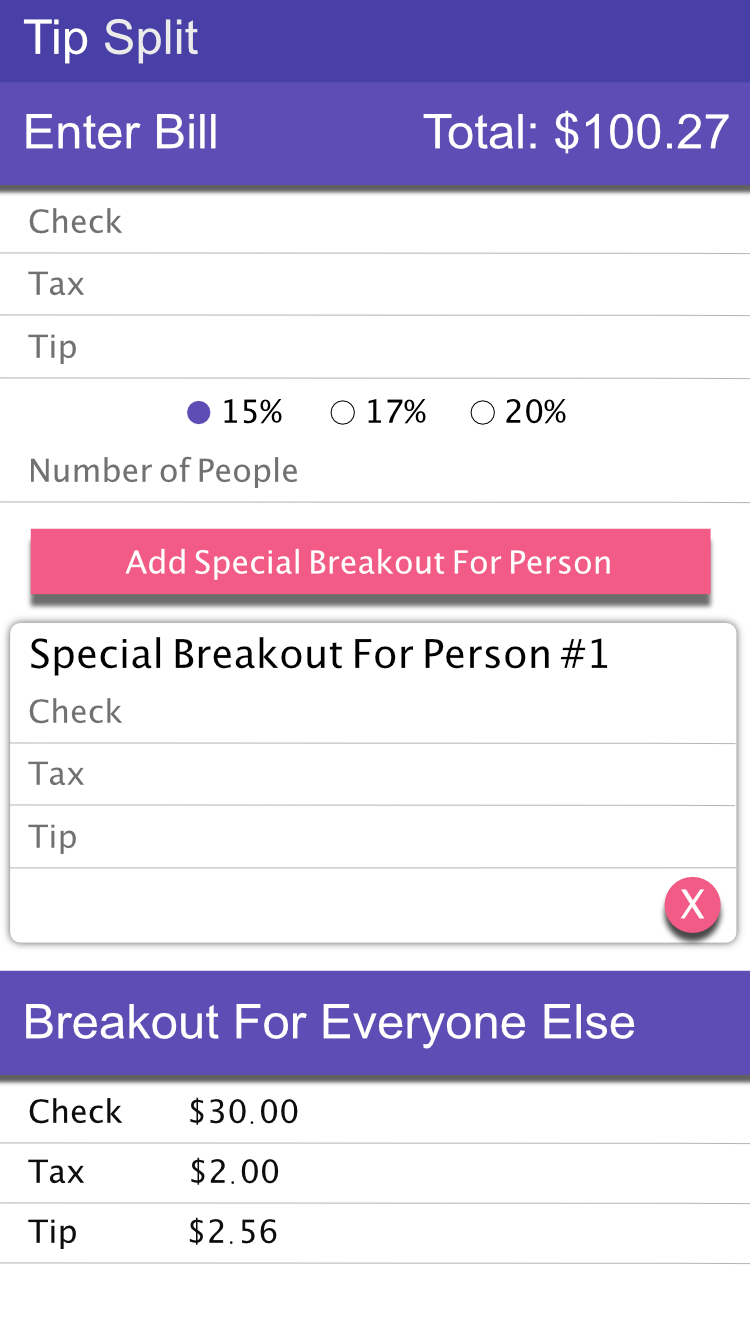 Tip Split
Enter Bill Total: $100.27
Check
Tax
Tip
15% 17% 20%
Number of People
Add Special Breakout For Person
Special Breakout For Person #1
Check
Tax
Tip
X
Breakout For Everyone Else
Check $30.00
Tax $2.00
Tip $2.56